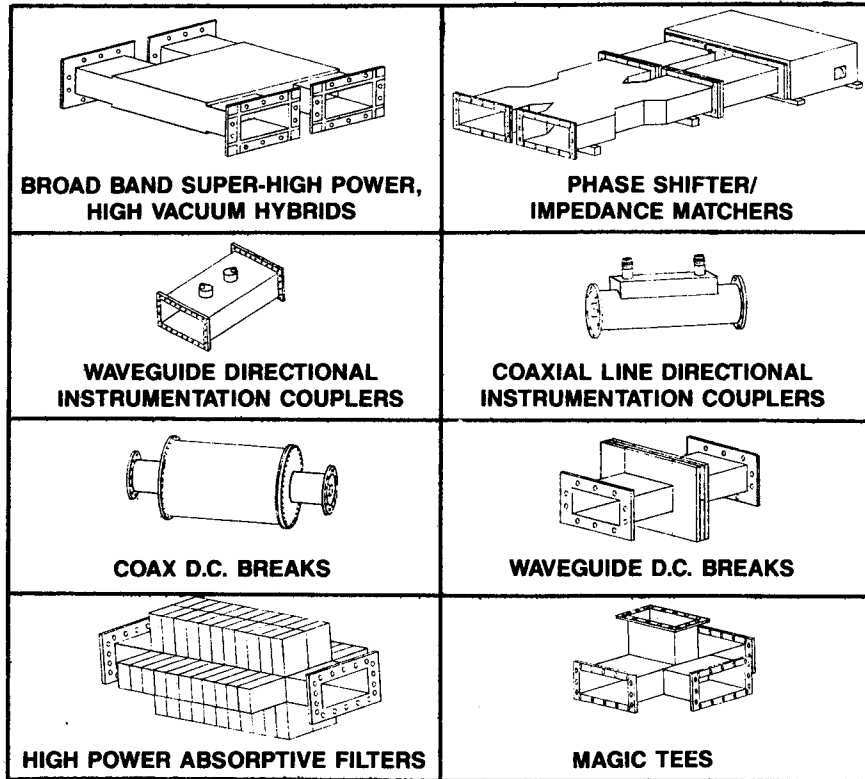 BROAD BAND SUPER-HIGH POWER,
HIGH VACUUM HYBRIDS
PHASE SHIFTER/
IMPEDANCE MATCHERS
WAVEGUIDE DIRECTIONAL
INSTRUMENTATION COUPLERS
COAXIAL LINE DIRECTIONAL
INSTRUMENTATION COUPLERS
COAX D.C. BREAKS
WAVEGUIDE D.C. BREAKS
HIGH POWER ABSORPTIVE FILTERS
MAGIC TEES